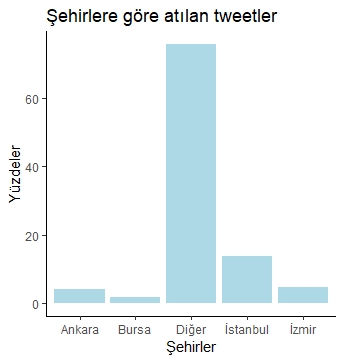 Şehirlere göre atılan tweetler
Yüzdeler
60
40
20
0
Ankara Bursa Diğer İstanbul İzmir
Şehirler